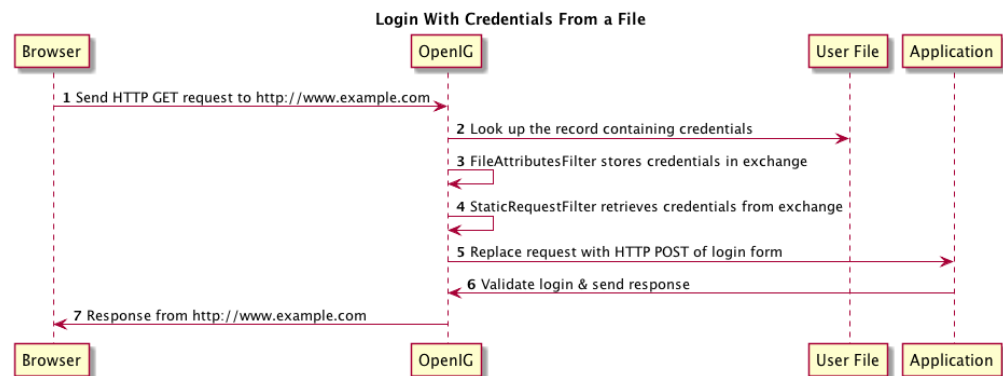 Login With Credentials From a File
Browser
OpenIG
User File
Application
1 Send HTTP GET request to http://www.example.com
2 Look up the record containing credentials
3 FileAttributesFilter stores credentials in exchange
4 StaticRequestFilter retrieves credentials from exchange
5 Replace request with HTTP POST of login form
6 Validate login & send response
7 Response from http://www.example.com
Browser
OpenIG
User File
Application